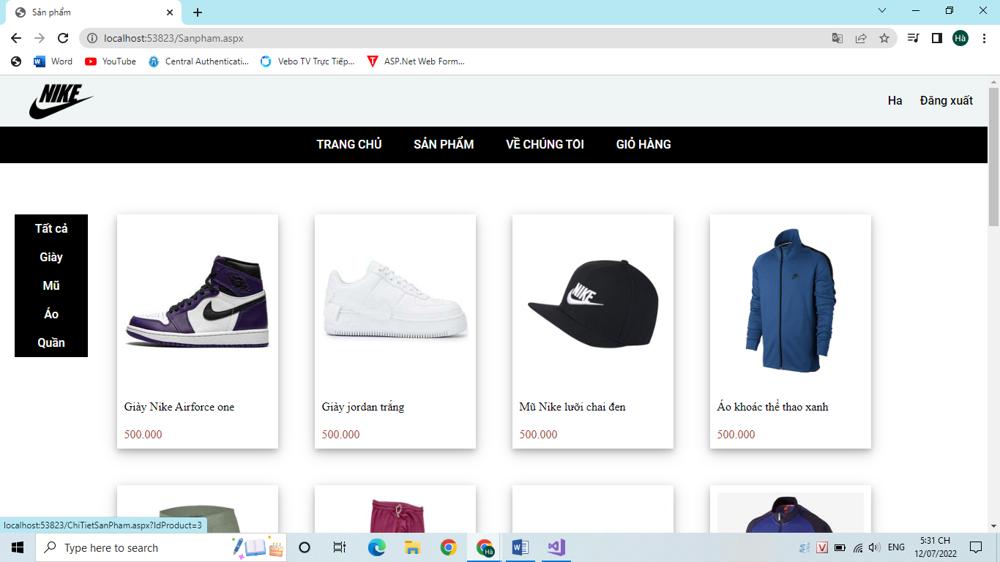 Sản phẩm
localhost:53823/Sanpham.aspx
Hà
Word YouTube Central Authenticati... Vebo TV Trực Tiếp... ASP.Net Web Form...
NIKE
Ha Đăng xuất
TRANG CHỦ SẢN PHẨM VỀ CHÚNG TÔI GIỎ HÀNG
Tất cả
Giày
Mũ
Áo
Quần
NIKE
Giày Nike Airforce one
500.000
Giày jordan trắng
500.000
Mũ Nike lưỡi chai đen
500.000
Áo khoác thể thao xanh
500.000
localhost:53823/ChiTietSanPham.aspx?IdProduct=3
Type here to search
Hà
ENG
5:31 CH
12/07/2022